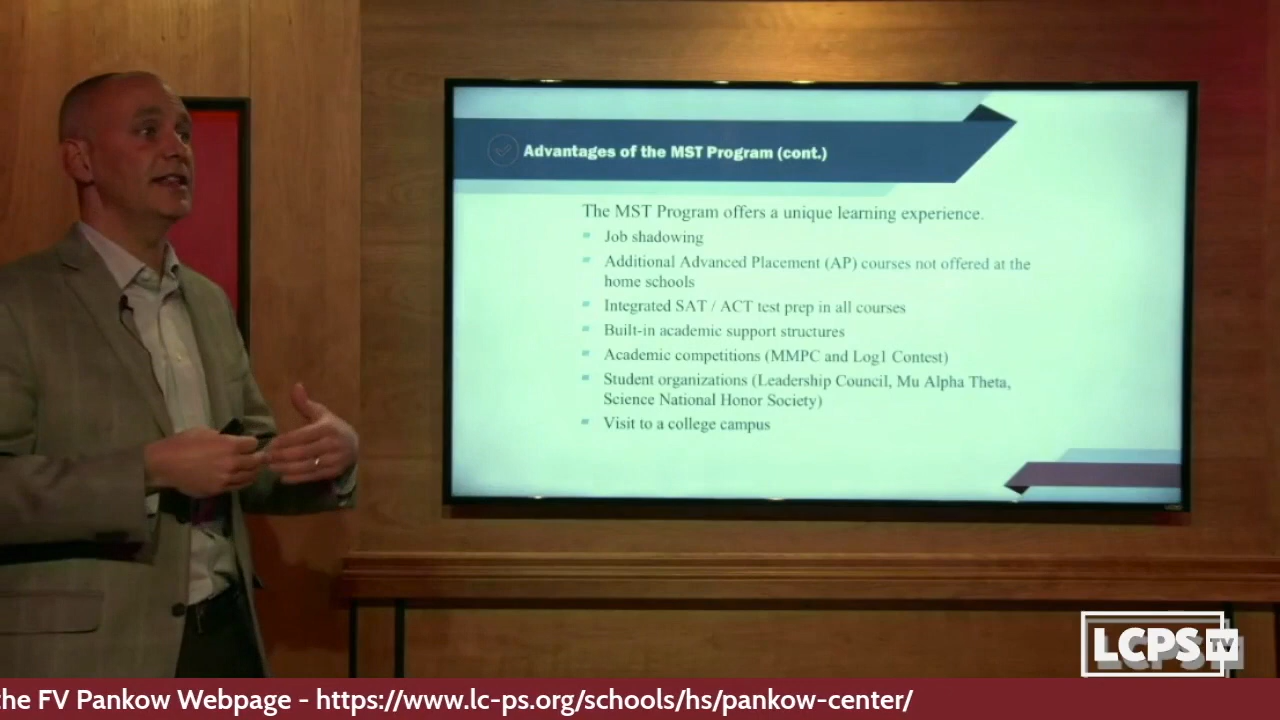 Advantages of the MST Program (cont.)
The MST Program offers a unique learning experience.
Job shadowing
Additional Advanced Placement (AP) courses not offered at the
home schools
Integrated SAT / ACT test prep in all courses
Built-in academic support structures
Academic competitions (MMPC and Log1 Contest)
Student organizations (Leadership Council, Mu Alpha Theta,
Science National Honor Society)
Visit to a college campus
LCPS TV
the FV Pankow Webpage - https://www.lc-ps.org/schools/hs/pankow-center/